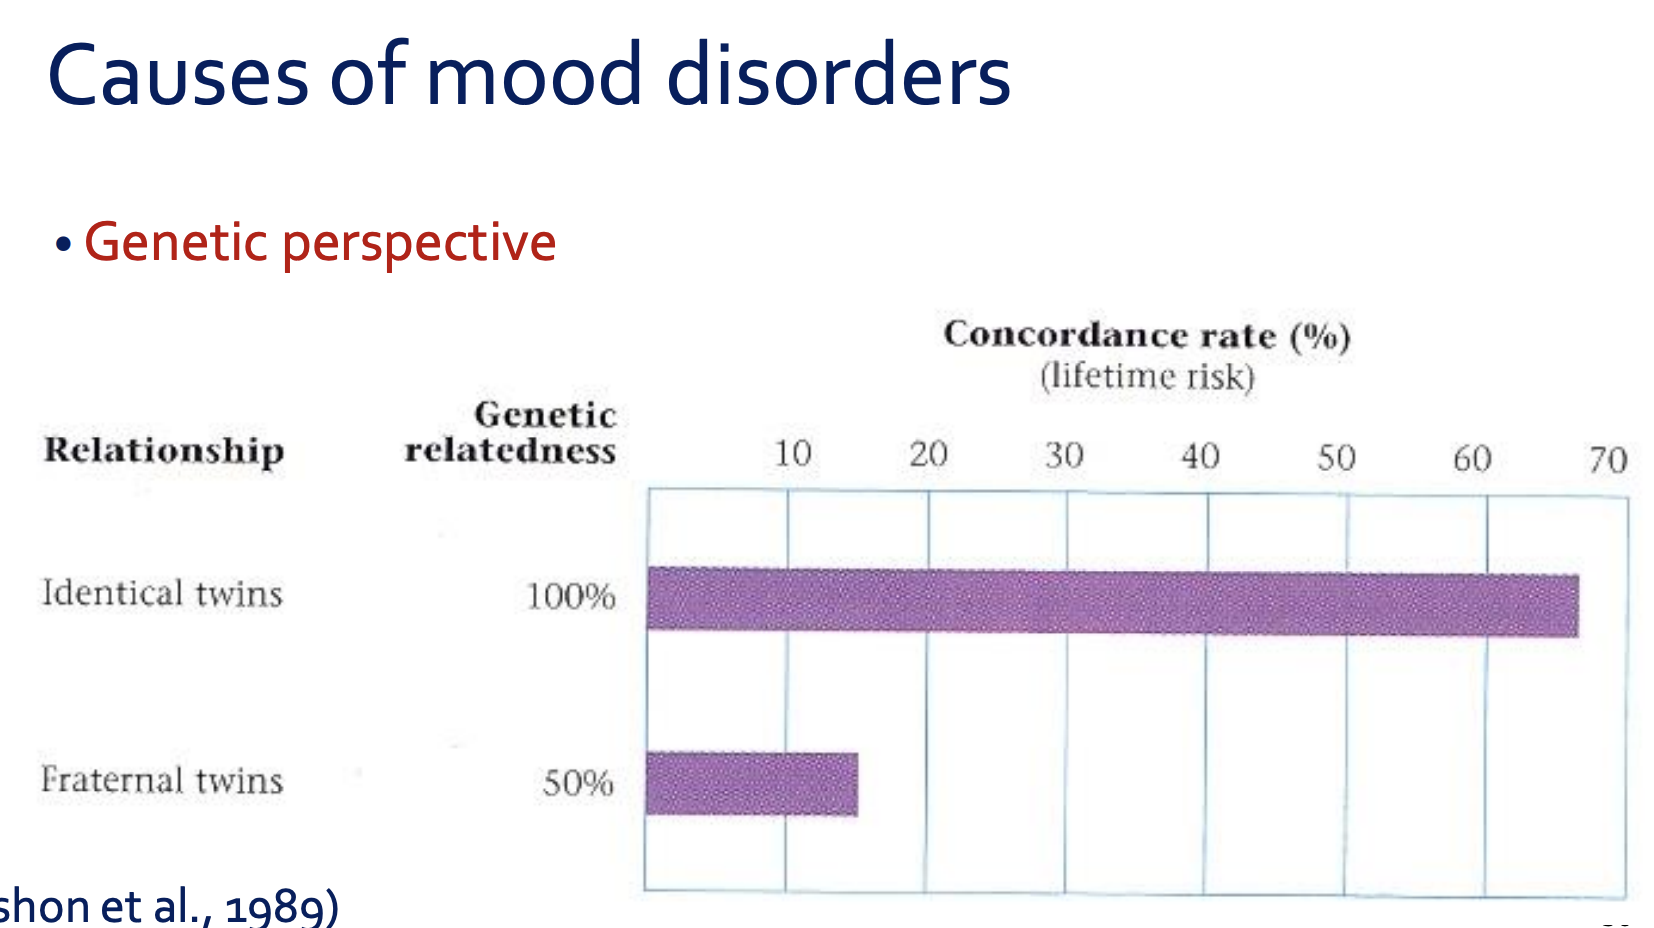 Causes of mood disorders
• Genetic perspective
Concordance rate (%)
(lifetime risk)
Genetic
Relationship relatedness 10 20 30 40 50 60 70
Identical twins 100%
Fraternal twins 50%
shon et al., 1989)